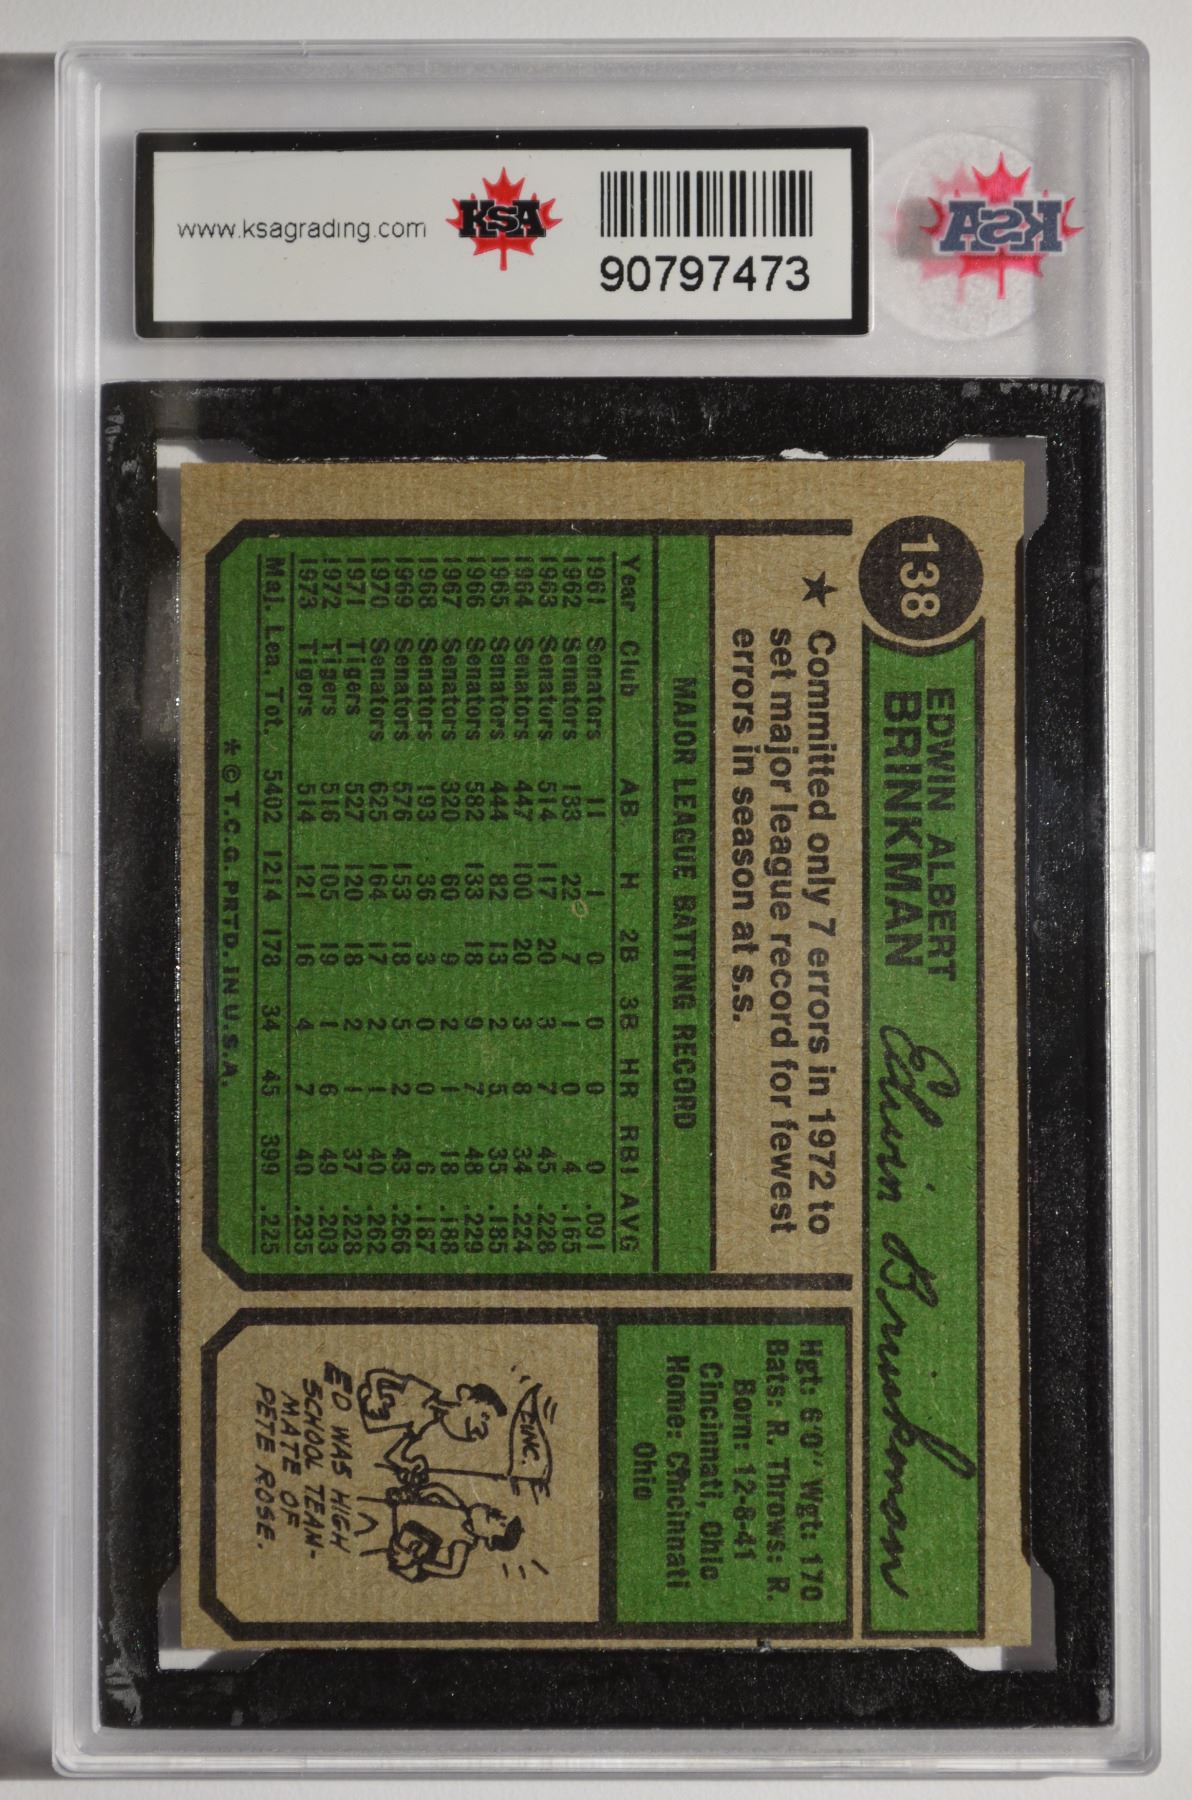 www.ksagrading.com
KSA
90797473
KSA
138
EDWIN ALBERT
BRINKMAN
Edwin Brinkman
★ Committed only 7 errors in 1972 to
set major league record for fewest
errors in season at s.s.
MAJOR LEAGUE BATTING RECORD
Year Club AB H 2B 3B HR RBI AVG
1961 Senators 11 1 0 0 0 0 .091
1962 Senators 133 22 7 1 0 4 .165
1963 Senators 514 117 20 3 7 45 .228
1964 Senators 447 100 20 3 8 34 .224
1965 Senators 444 82 13 2 5 35 .185
1966 Senators 582 133 18 9 7 48 .229
1967 Senators 320 60 9 2 1 18 .188
1968 Senators 193 36 3 0 0 6 .187
1969 Senators 576 153 18 5 2 43 .266
1970 Senators 625 164 17 2 1 40 .262
1971 Tigers 527 120 18 2 1 37 .228
1972 Tigers 516 105 19 1 6 49 .203
1973 Tigers 514 121 16 4 7 40 .235
Maj. Lea. Tot. 5402 1214 178 34 45 399 .225
* © T.C.G. PRTD. IN U.S.A.
Hgt: 6'0" Wgt: 170
Bats: R. Throws: R.
Born: 12-8-41
Cincinnati, Ohio
Home: Cincinnati
Ohio
CINC.
ED WAS HIGH
SCHOOL TEAM-
MATE OF
PETE ROSE.